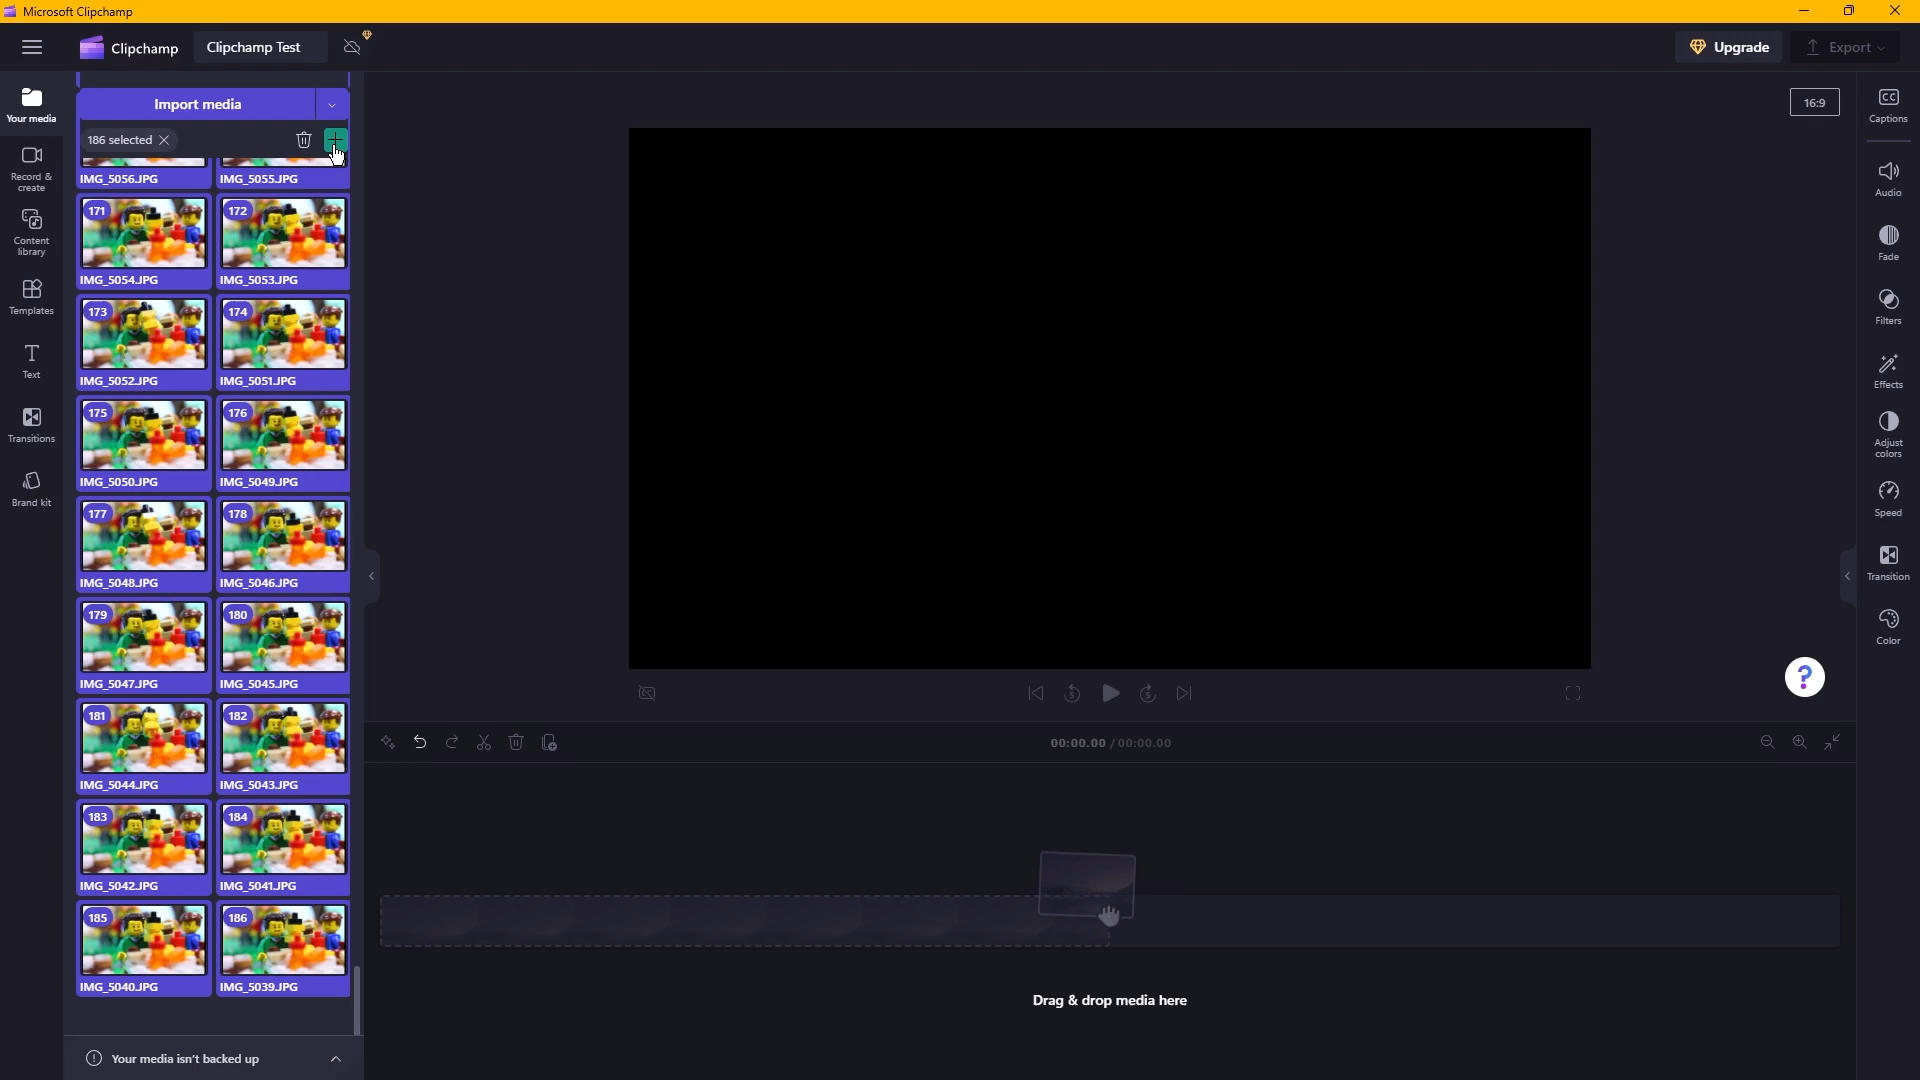 Microsoft Clipchamp
Clipchamp
Clipchamp Test
Upgrade
Export
Your media
Record &
create
Content
library
Templates
Text
Transitions
Brand kit
Import media
186 selected
IMG_5056.JPG
IMG_5055.JPG
171
172
IMG_5054.JPG
IMG_5053.JPG
173
174
IMG_5052.JPG
IMG_5051.JPG
175
176
IMG_5050.JPG
IMG_5049.JPG
177
178
IMG_5048.JPG
IMG_5046.JPG
179
180
IMG_5047.JPG
IMG_5045.JPG
181
182
IMG_5044.JPG
IMG_5043.JPG
183
184
IMG_5042.JPG
IMG_5041.JPG
185
186
IMG_5040.JPG
IMG_5039.JPG
Your media isn't backed up
16:9
5
5
00:00.00 / 00:00.00
Drag & drop media here
?
CC
Captions
Audio
Fade
Filters
Effects
Adjust
colors
Speed
Transition
Color